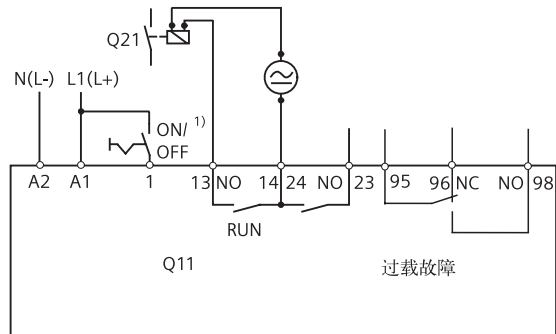 Q21
N(L-) L1(L+)
ON/ 1)
OFF
A2 A1 1 13 NO 14 24 NO 23 95 96 NC NO 98
RUN
Q11 过载故障